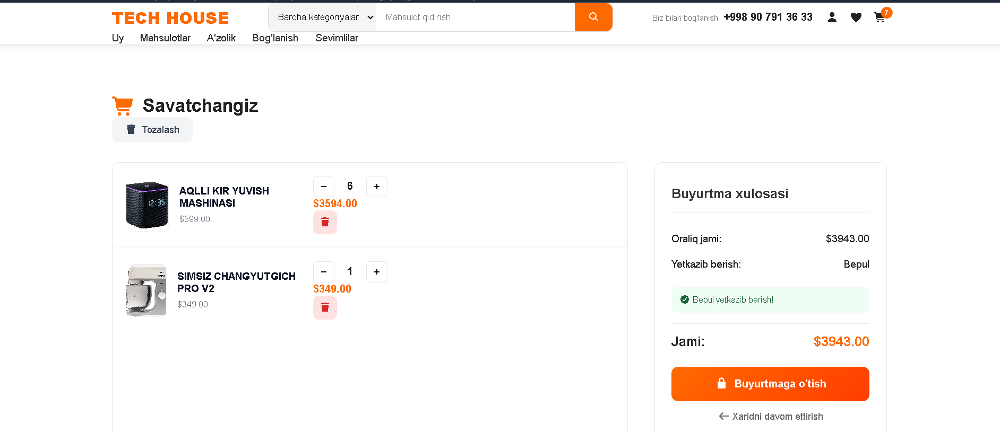 TECH HOUSE
Barcha kategoriyalar
Mahsulot qidirish...
Biz bilan bog'lanish: +998 90 791 36 33
7
Uy Mahsulotlar A'zolik Bog'lanish Sevimlilar
Savatchangiz
Tozalash
AQLLI KIR YUVISH
MASHINASI
$599.00
− 6 +
$3594.00
12:35
SIMSIZ CHANGYUTGICH
PRO V2
$349.00
− 1 +
$349.00
Buyurtma xulosasi
Oraliq jami: $3943.00
Yetkazib berish: Bepul
Bepul yetkazib berish!
Jami: $3943.00
Buyurtmaga o'tish
← Xaridni davom ettirish